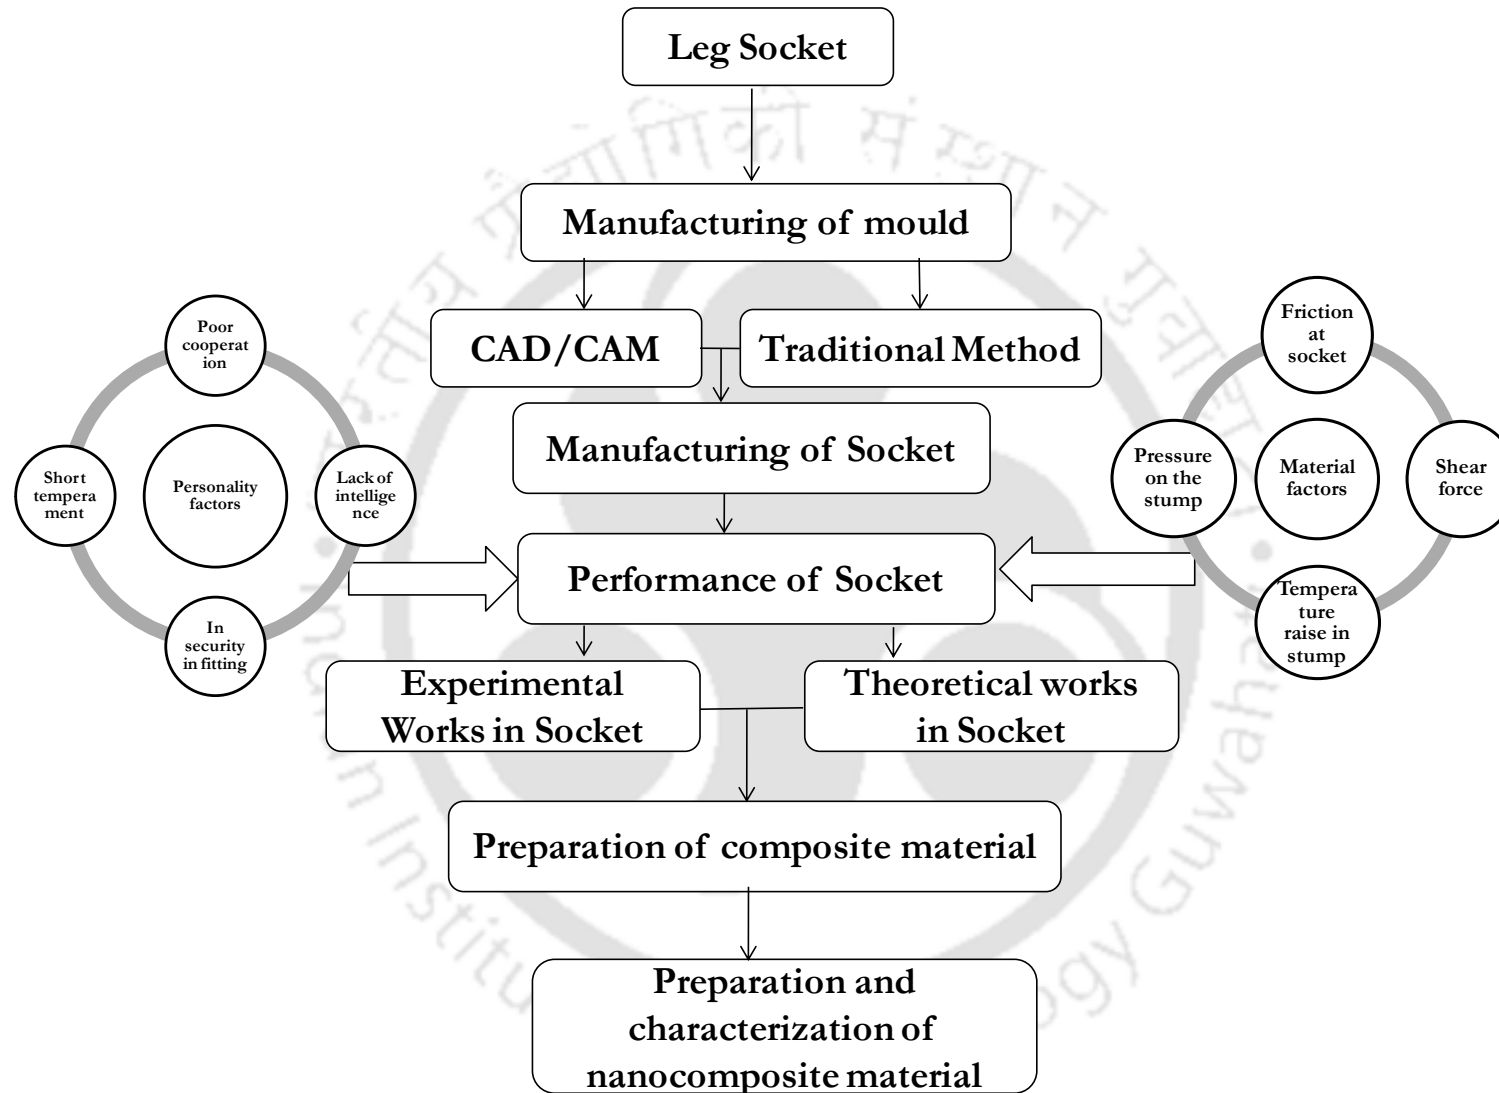 Leg Socket
Manufacturing of mould
CAD/CAM
Traditional Method
Manufacturing of Socket
Performance of Socket
Poor
cooperat
ion
Short
tempera
ment
Personality
factors
Lack of
intellige
nce
In
security
in fitting
Friction
at
socket
Pressure
on the
stump
Material
factors
Shear
force
Tempera
ture
raise in
stump
Experimental
Works in Socket
Theoretical works
in Socket
Preparation of composite material
Preparation and
characterization of
nanocomposite material